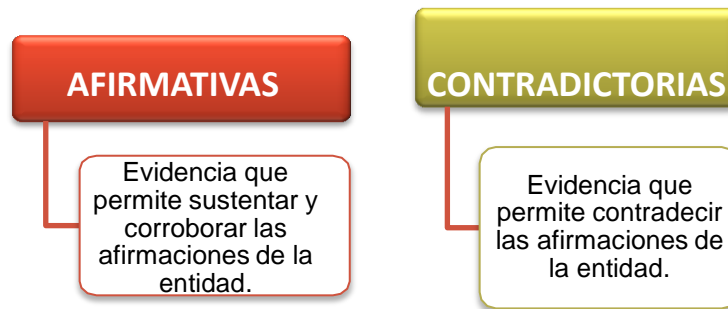 AFIRMATIVAS
Evidencia que
permite sustentar y
corroborar las
afirmaciones de la
entidad.
CONTRADICTORIAS
Evidencia que
permite contradecir
las afirmaciones de
la entidad.